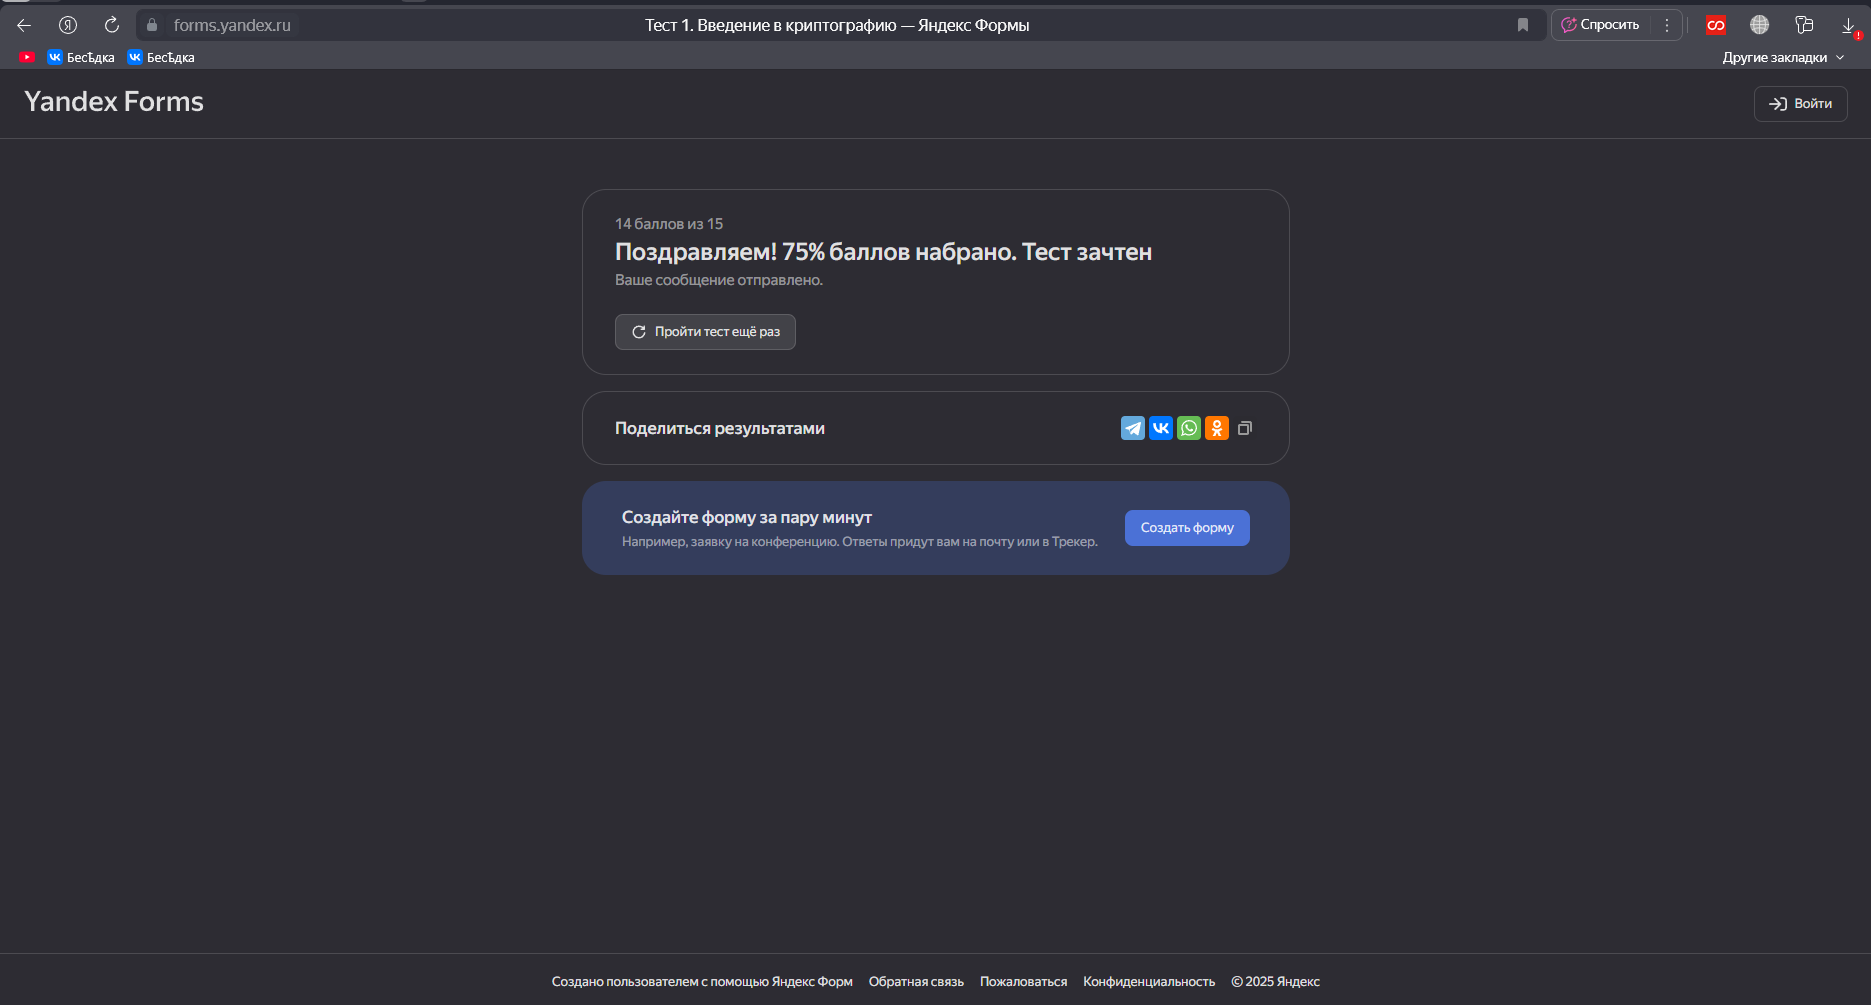 forms.yandex.ru
Тест 1. Введение в криптографию — Яндекс Формы
Спросить
БесѢдка
БесѢдка
Другие закладки
Yandex Forms
Войти
14 баллов из 15
Поздравляем! 75% баллов набрано. Тест зачтен
Ваше сообщение отправлено.
Пройти тест ещё раз
Поделиться результатами
Создайте форму за пару минут
Например, заявку на конференцию. Ответы придут вам на почту или в Трекер.
Создать форму
Создано пользователем с помощью Яндекс Форм Обратная связь Пожаловаться Конфиденциальность © 2025 Яндекс